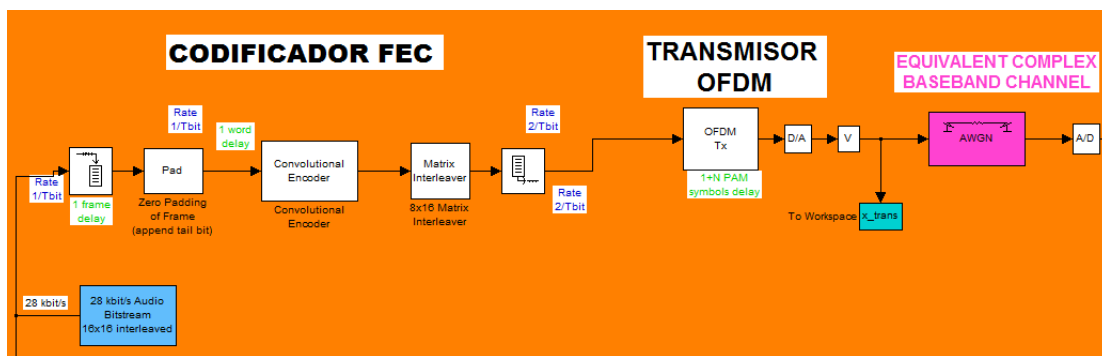 CODIFICADOR FEC
TRANSMISOR
OFDM
EQUIVALENT COMPLEX
BASEBAND CHANNEL
Rate
1/Tbit
1 frame
delay
Pad
Zero Padding
of Frame
(append tail bit)
Rate
1/Tbit
1 word
delay
Convolutional
Encoder
Convolutional
Encoder
Matrix
Interleaver
8x16 Matrix
Interleaver
Rate
2/Tbit
Rate
2/Tbit
OFDM
Tx
1+N PAM
symbols delay
D/A
V
AWGN
A/D
To Workspace
x_trans
28 kbit/s
28 kbit/s Audio
Bitstream
16x16 interleaved